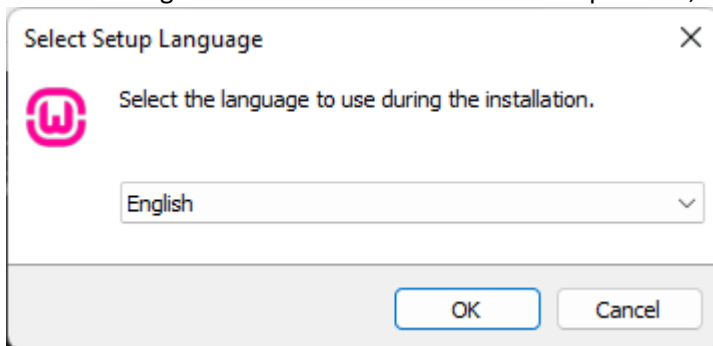 Select Setup Language
Select the language to use during the installation.
English
OK
Cancel